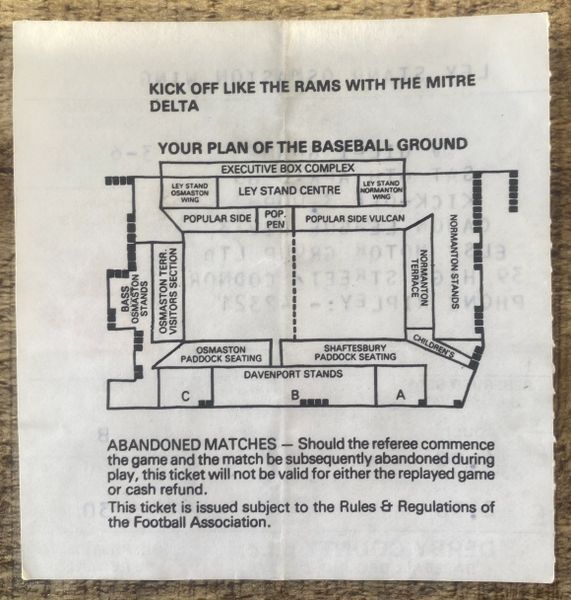 KICK OFF LIKE THE RAMS WITH THE MITRE
DELTA
YOUR PLAN OF THE BASEBALL GROUND
EXECUTIVE BOX COMPLEX
LEY STAND
OSMASTON
WING
LEY STAND CENTRE
LEY STAND
NORMANTON
WING
POPULAR SIDE
POP.
PEN
POPULAR SIDE VULCAN
BASS
OSMASTON
STANDS
OSMASTON TERR.
VISITORS SECTION
NORMANTON
TERRACE
NORMANTON STANDS
OSMASTON
PADDOCK SEATING
SHAFTESBURY
PADDOCK SEATING
CHILDREN'S
DAVENPORT STANDS
C
B
A
ABANDONED MATCHES — Should the referee commence
the game and the match be subsequently abandoned during
play, this ticket will not be valid for either the replayed game
or cash refund.
This ticket is issued subject to the Rules & Regulations of
the Football Association.